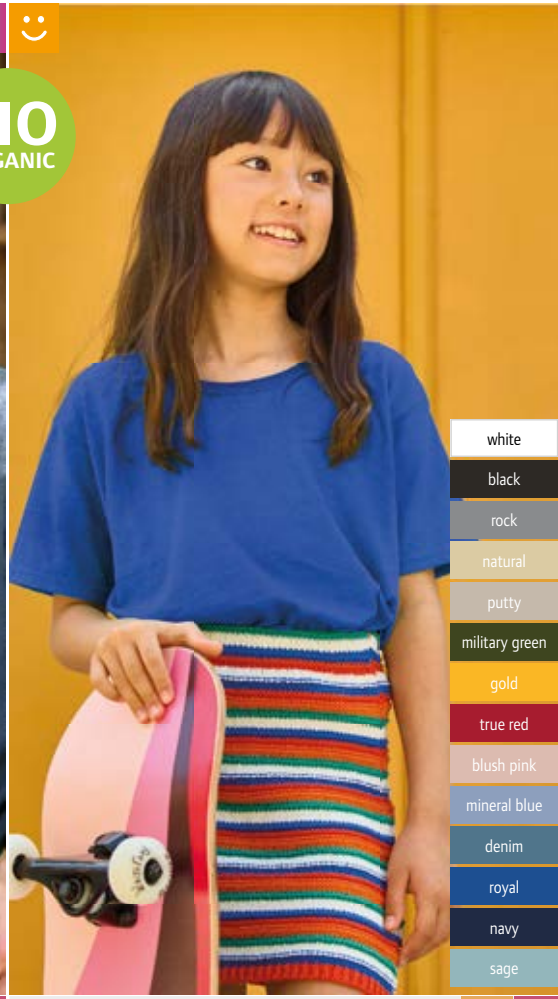 IO
GANIC
white
black
rock
natural
putty
military green
gold
true red
blush pink
mineral blue
denim
royal
navy
sage